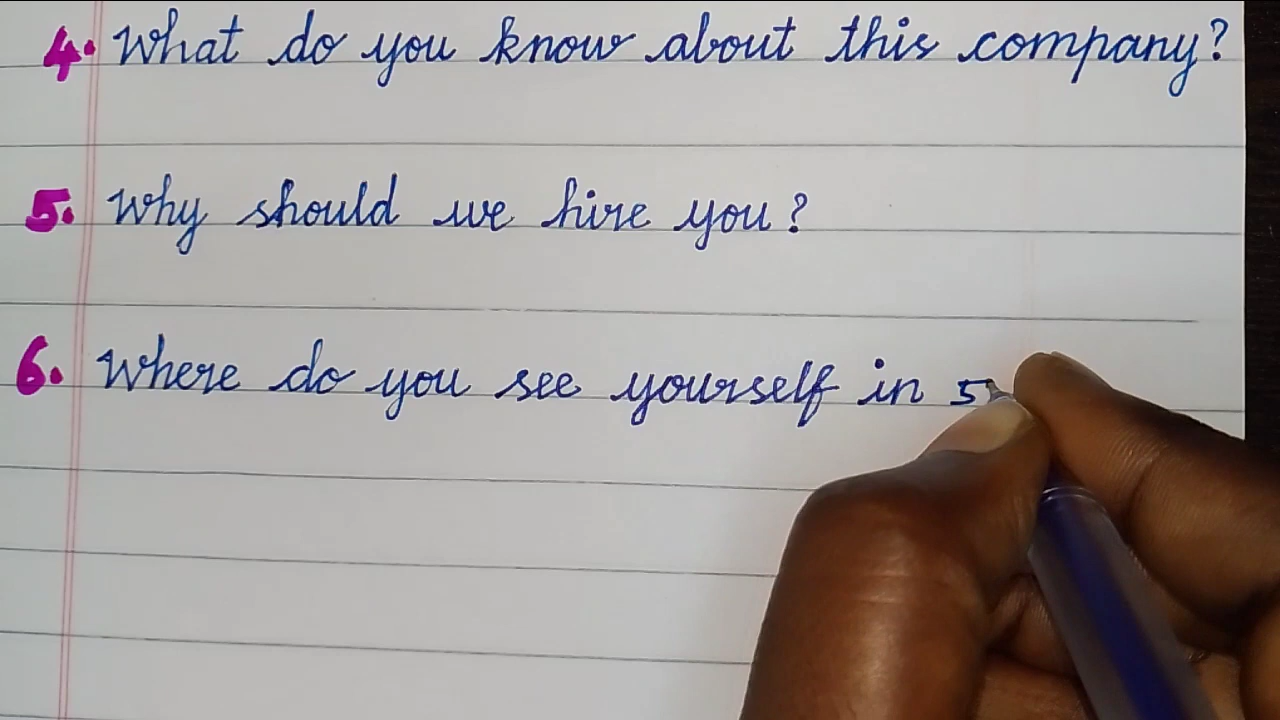 4. What do you know about this company?
5. Why should we hire you?
6. Where do you see yourself in 5